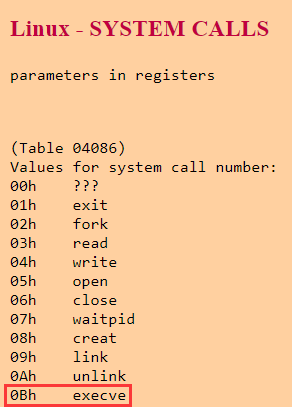 Linux - SYSTEM CALLS
parameters in registers
(Table 04086)
Values for system call number:
00h    ???
01h    exit
02h    fork
03h    read
04h    write
05h    open
06h    close
07h    waitpid
08h    creat
09h    link
0Ah    unlink
0Bh    execve